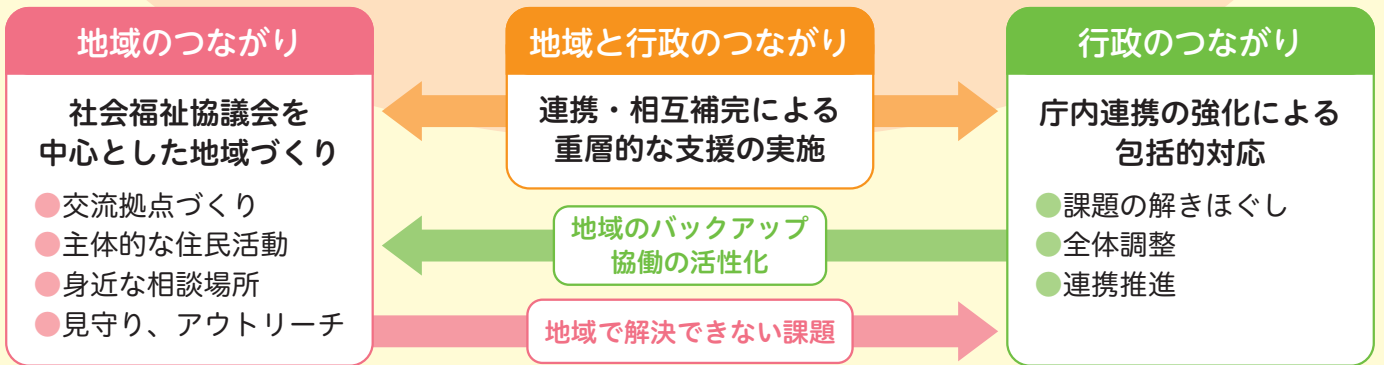 地域のつながり
社会福祉協議会を
中心とした地域づくり
●交流拠点づくり
●主体的な住民活動
●身近な相談場所
●見守り、アウトリーチ
地域と行政のつながり
連携・相互補完による
重層的な支援の実施
地域のバックアップ
協働の活性化
地域で解決できない課題
行政のつながり
庁内連携の強化による
包括的対応
●課題の解きほぐし
●全体調整
●連携推進